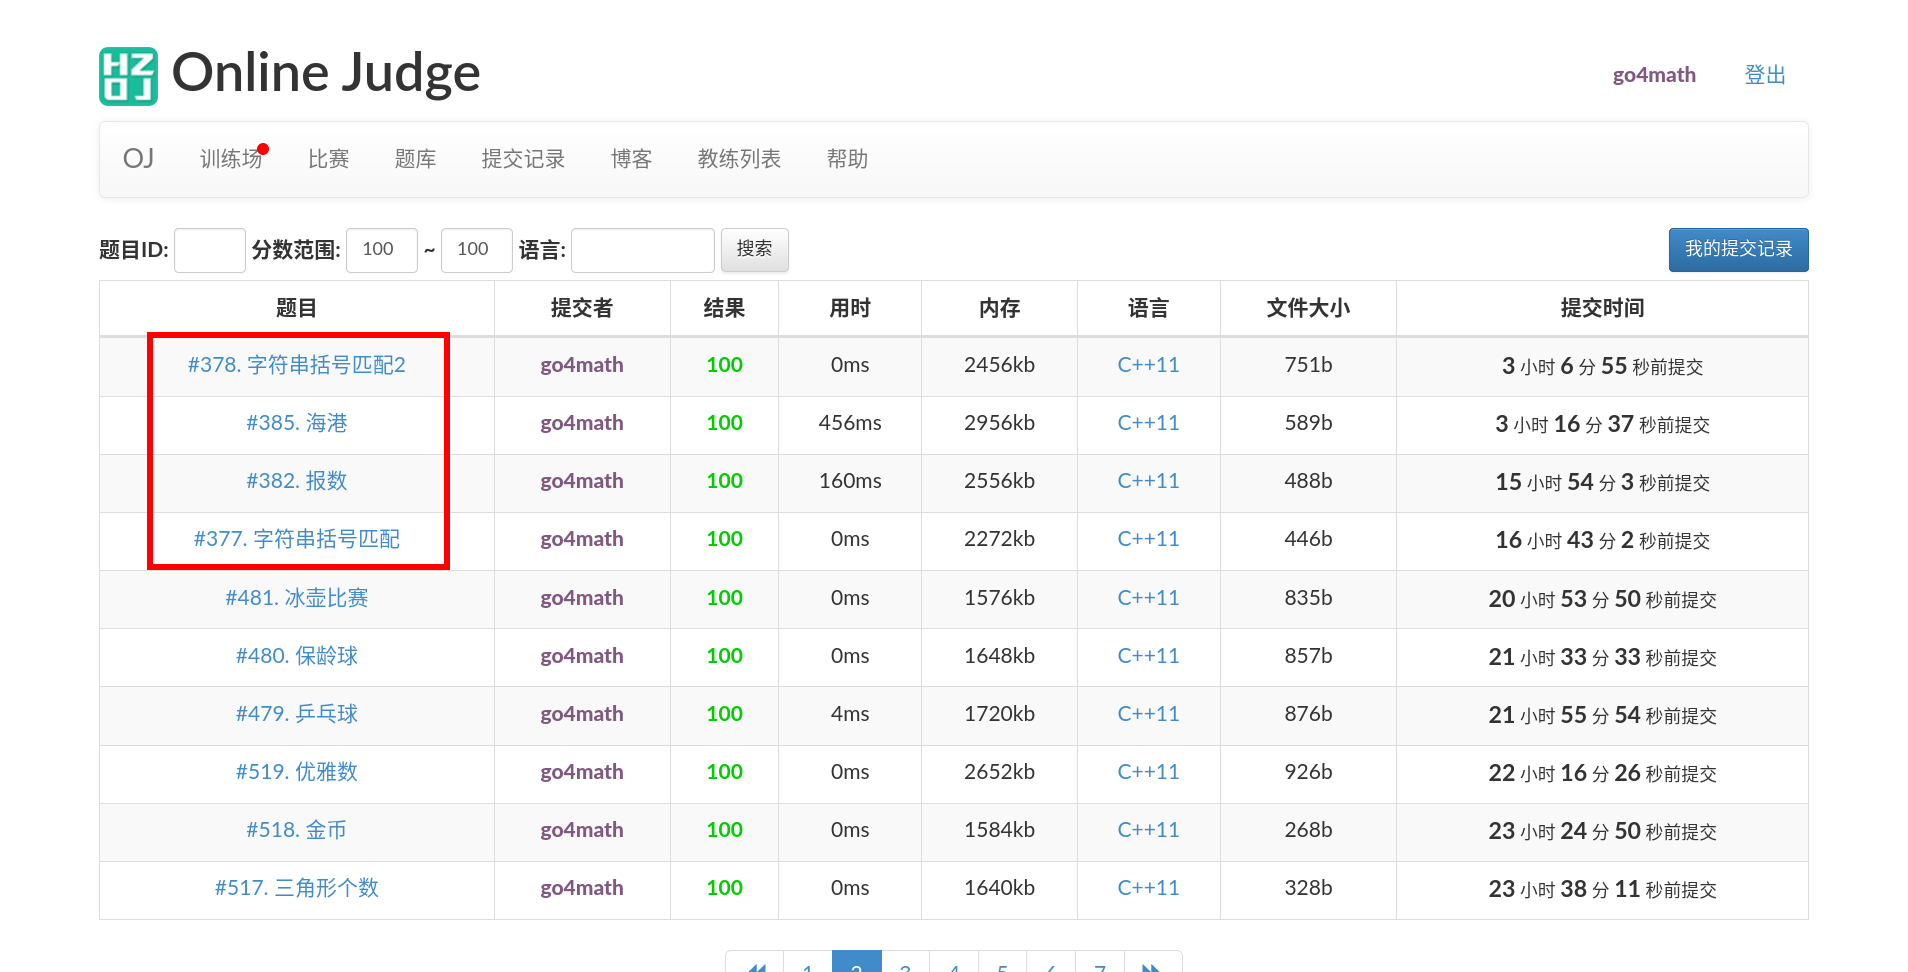 HZOJ Online Judge go4math 登出
OJ 训练场 比赛 题库 提交记录 博客 教练列表 帮助
题目ID: 分数范围: 100 ~ 100 语言: 搜索 我的提交记录
题目 提交者 结果 用时 内存 语言 文件大小 提交时间
#378. 字符串括号匹配2 go4math 100 0ms 2456kb C++11 751b 3 小时 6 分 55 秒前提交
#385. 海港 go4math 100 456ms 2956kb C++11 589b 3 小时 16 分 37 秒前提交
#382. 报数 go4math 100 160ms 2556kb C++11 488b 15 小时 54 分 3 秒前提交
#377. 字符串括号匹配 go4math 100 0ms 2272kb C++11 446b 16 小时 43 分 2 秒前提交
#481. 冰壶比赛 go4math 100 0ms 1576kb C++11 835b 20 小时 53 分 50 秒前提交
#480. 保龄球 go4math 100 0ms 1648kb C++11 857b 21 小时 33 分 33 秒前提交
#479. 乒乓球 go4math 100 4ms 1720kb C++11 876b 21 小时 55 分 54 秒前提交
#519. 优雅数 go4math 100 0ms 2652kb C++11 926b 22 小时 16 分 26 秒前提交
#518. 金币 go4math 100 0ms 1584kb C++11 268b 23 小时 24 分 50 秒前提交
#517. 三角形个数 go4math 100 0ms 1640kb C++11 328b 23 小时 38 分 11 秒前提交
1 2 3 4 5 6 7